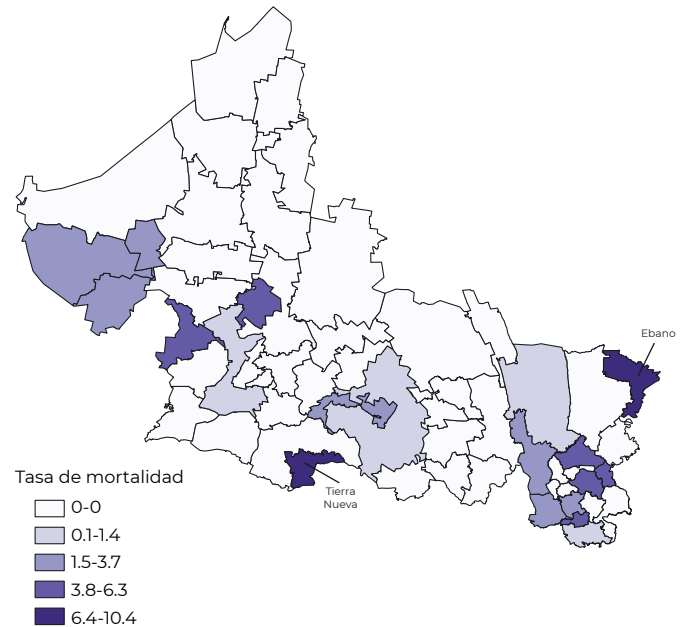 Ebano
Tierra
Nueva
Tasa de mortalidad
0-0
0.1-1.4
1.5-3.7
3.8-6.3
6.4-10.4